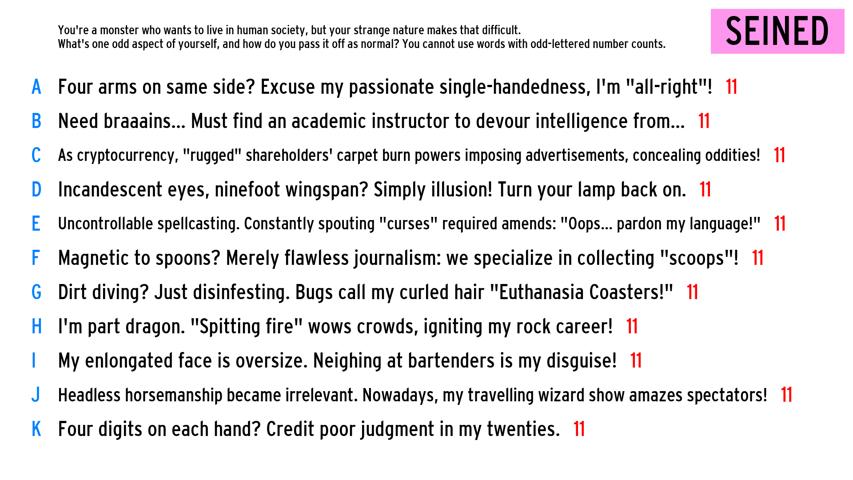 You're a monster who wants to live in human society, but your strange nature makes that difficult.
What's one odd aspect of yourself, and how do you pass it off as normal? You cannot use words with odd-lettered number counts.
SEINED
A Four arms on same side? Excuse my passionate single-handedness, I'm "all-right"! 11
B Need braaains... Must find an academic instructor to devour intelligence from... 11
C As cryptocurrency, "rugged" shareholders' carpet burn powers imposing advertisements, concealing oddities! 11
D Incandescent eyes, ninefoot wingspan? Simply illusion! Turn your lamp back on. 11
E Uncontrollable spellcasting. Constantly spouting "curses" required amends: "Oops... pardon my language!" 11
F Magnetic to spoons? Merely flawless journalism: we specialize in collecting "scoops"! 11
G Dirt diving? Just disinfesting. Bugs call my curled hair "Euthanasia Coasters!" 11
H I'm part dragon. "Spitting fire" wows crowds, igniting my rock career! 11
I My enlongated face is oversize. Neighing at bartenders is my disguise! 11
J Headless horsemanship became irrelevant. Nowadays, my travelling wizard show amazes spectators! 11
K Four digits on each hand? Credit poor judgment in my twenties. 11